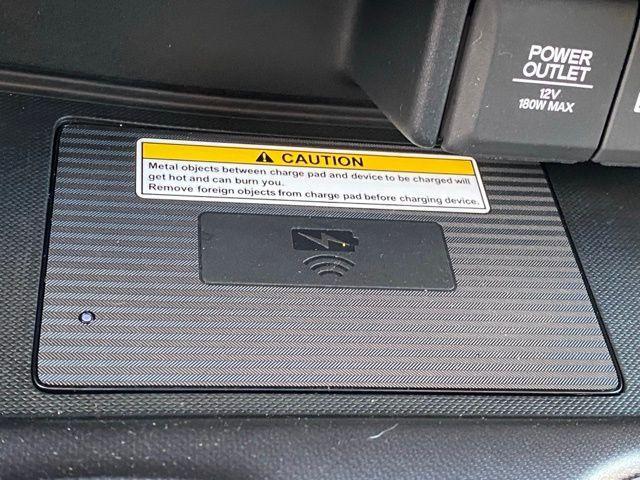 POWER
OUTLET
12V
180W MAX
CAUTION
Metal objects between charge pad and device to be charged will
get hot and can burn you.
Remove foreign objects from charge pad before charging device.